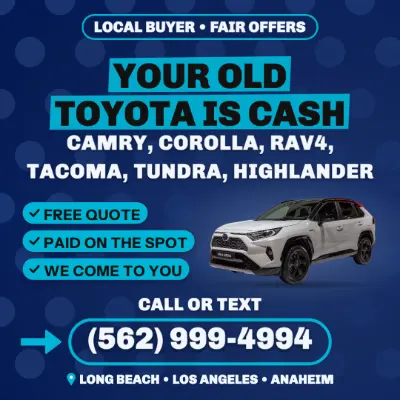 LOCAL BUYER • FAIR OFFERS
YOUR OLD
TOYOTA IS CASH
CAMRY, COROLLA, RAV4,
TACOMA, TUNDRA, HIGHLANDER
FREE QUOTE
PAID ON THE SPOT
WE COME TO YOU
CALL OR TEXT
(562) 999-4994
LONG BEACH • LOS ANGELES • ANAHEIM